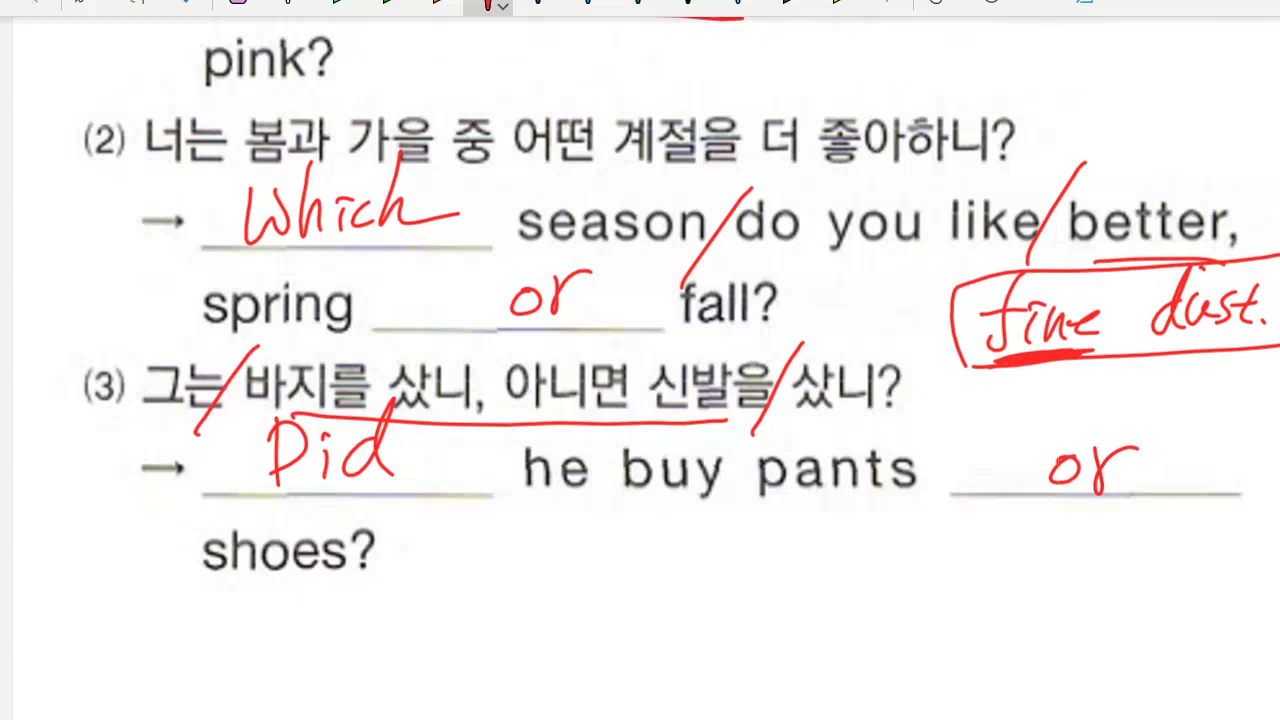 pink?
(2) 너는 봄과 가을 중 어떤 계절을 더 좋아하니?
→ Which season do you like better,
spring or fall?
fine dust.
(3) 그는 바지를 샀니, 아니면 신발을 샀니?
→ Did he buy pants or
shoes?